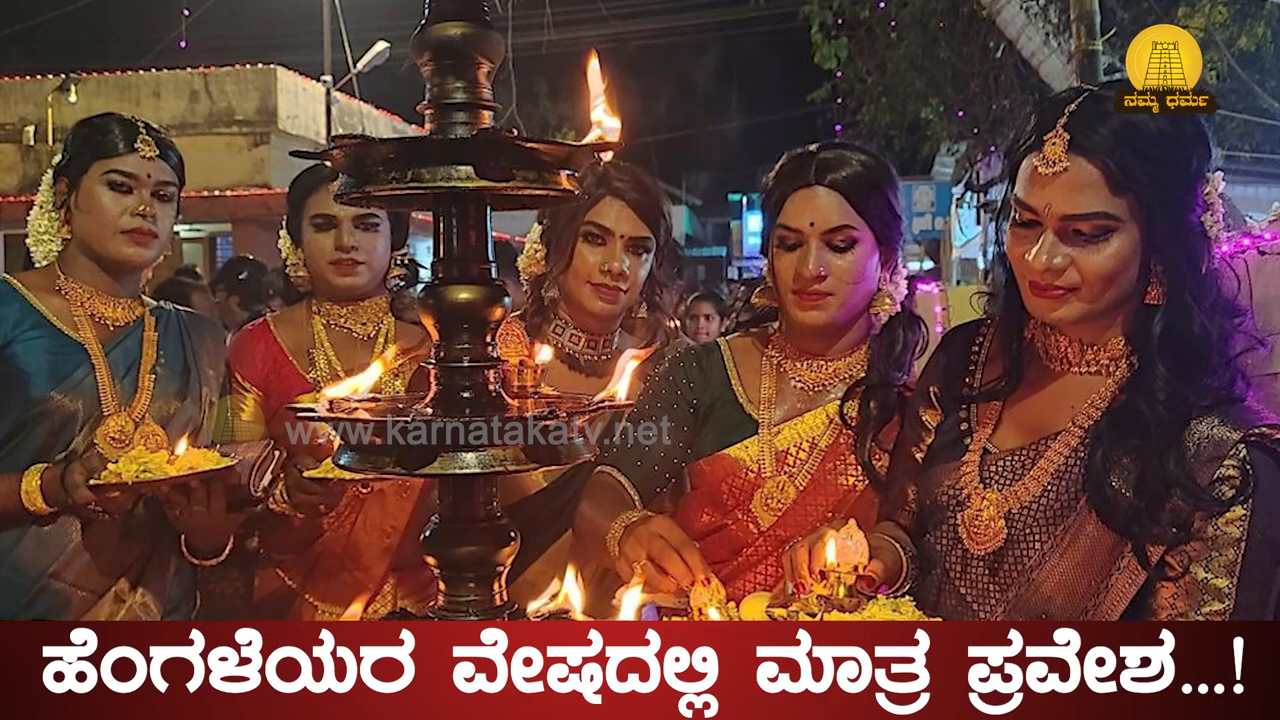 ನಮ್ಮ ಧರ್ಮ
www.karnatakatv.net
ಹೆಂಗಳೆಯರ ವೇಷದಲ್ಲಿ ಮಾತ್ರ ಪ್ರವೇಶ...!